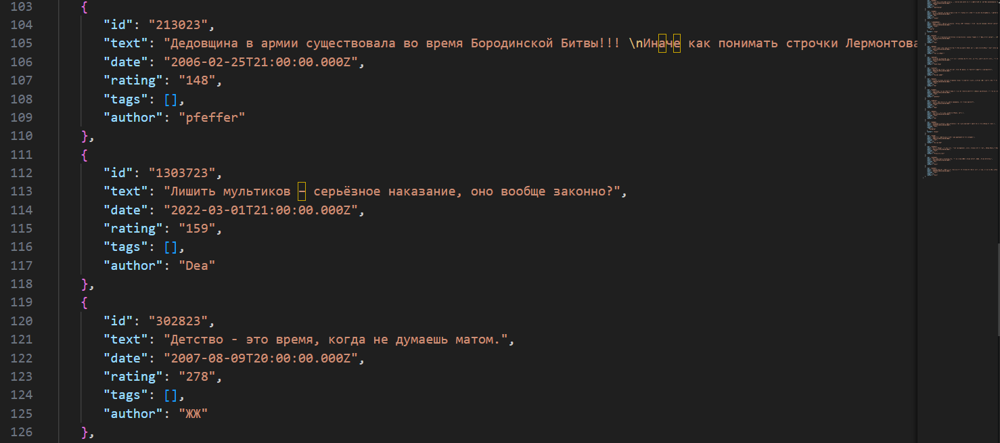 103 {
104 "id": "213023",
105 "text": "Дедовщина в армии существовала во время Бородинской Битвы!!! \nИначе как понимать строчки Лермонтова
106 "date": "2006-02-25T21:00:00.000Z",
107 "rating": "148",
108 "tags": [],
109 "author": "pfeffer"
110 },
111 {
112 "id": "1303723",
113 "text": "Лишить мультиков – серьёзное наказание, оно вообще законно?",
114 "date": "2022-03-01T21:00:00.000Z",
115 "rating": "159",
116 "tags": [],
117 "author": "Dea"
118 },
119 {
120 "id": "302823",
121 "text": "Детство - это время, когда не думаешь матом.",
122 "date": "2007-08-09T20:00:00.000Z",
123 "rating": "278",
124 "tags": [],
125 "author": "ЖЖ"
126 },